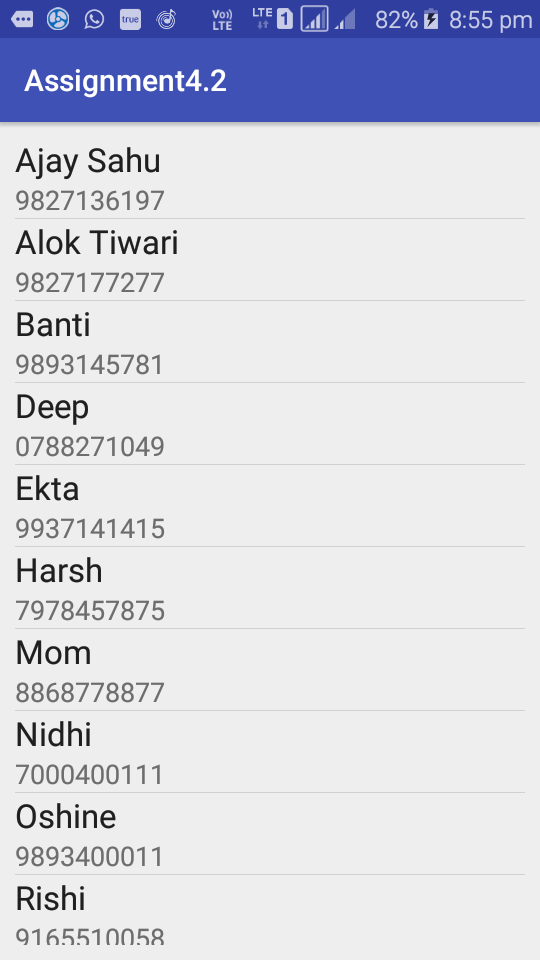 true Vo)) LTE LTE 1 82% 8:55 pm
Assignment4.2
Ajay Sahu
9827136197
Alok Tiwari
9827177277
Banti
9893145781
Deep
0788271049
Ekta
9937141415
Harsh
7978457875
Mom
8868778877
Nidhi
7000400111
Oshine
9893400011
Rishi
9165510058